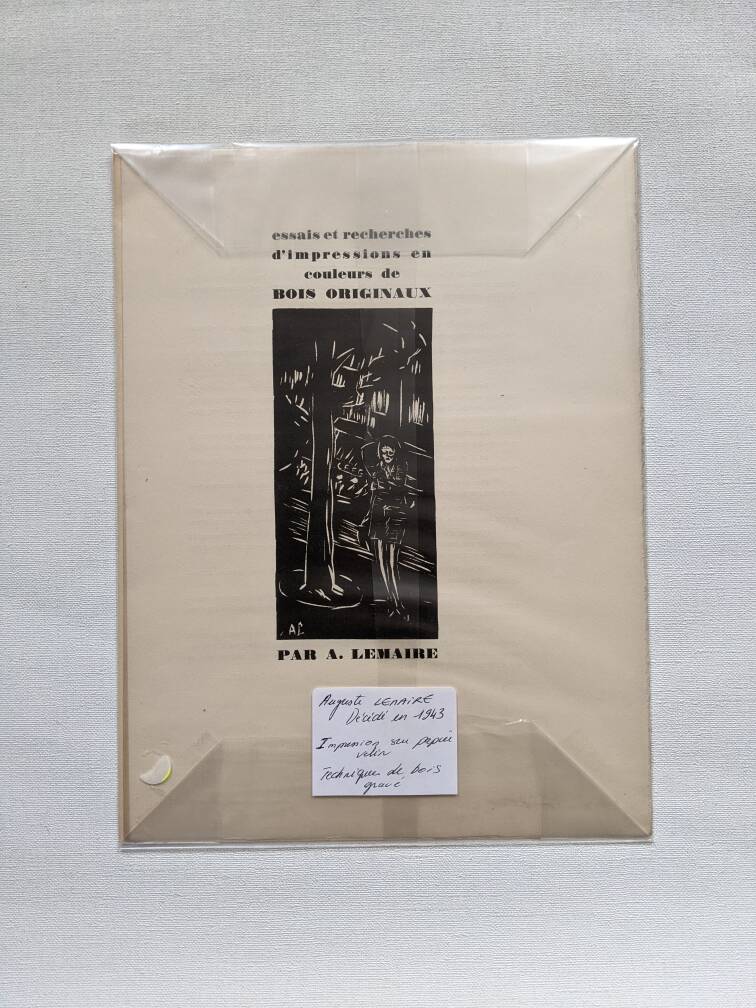 essais et recherches
d'impressions en
couleurs de
BOIS ORIGINAUX
AL
PAR A. LEMAIRE
Auguste LEMAIRE
Décédé en 1943
Impression sur papier
velin
Techniques de bois
gravé